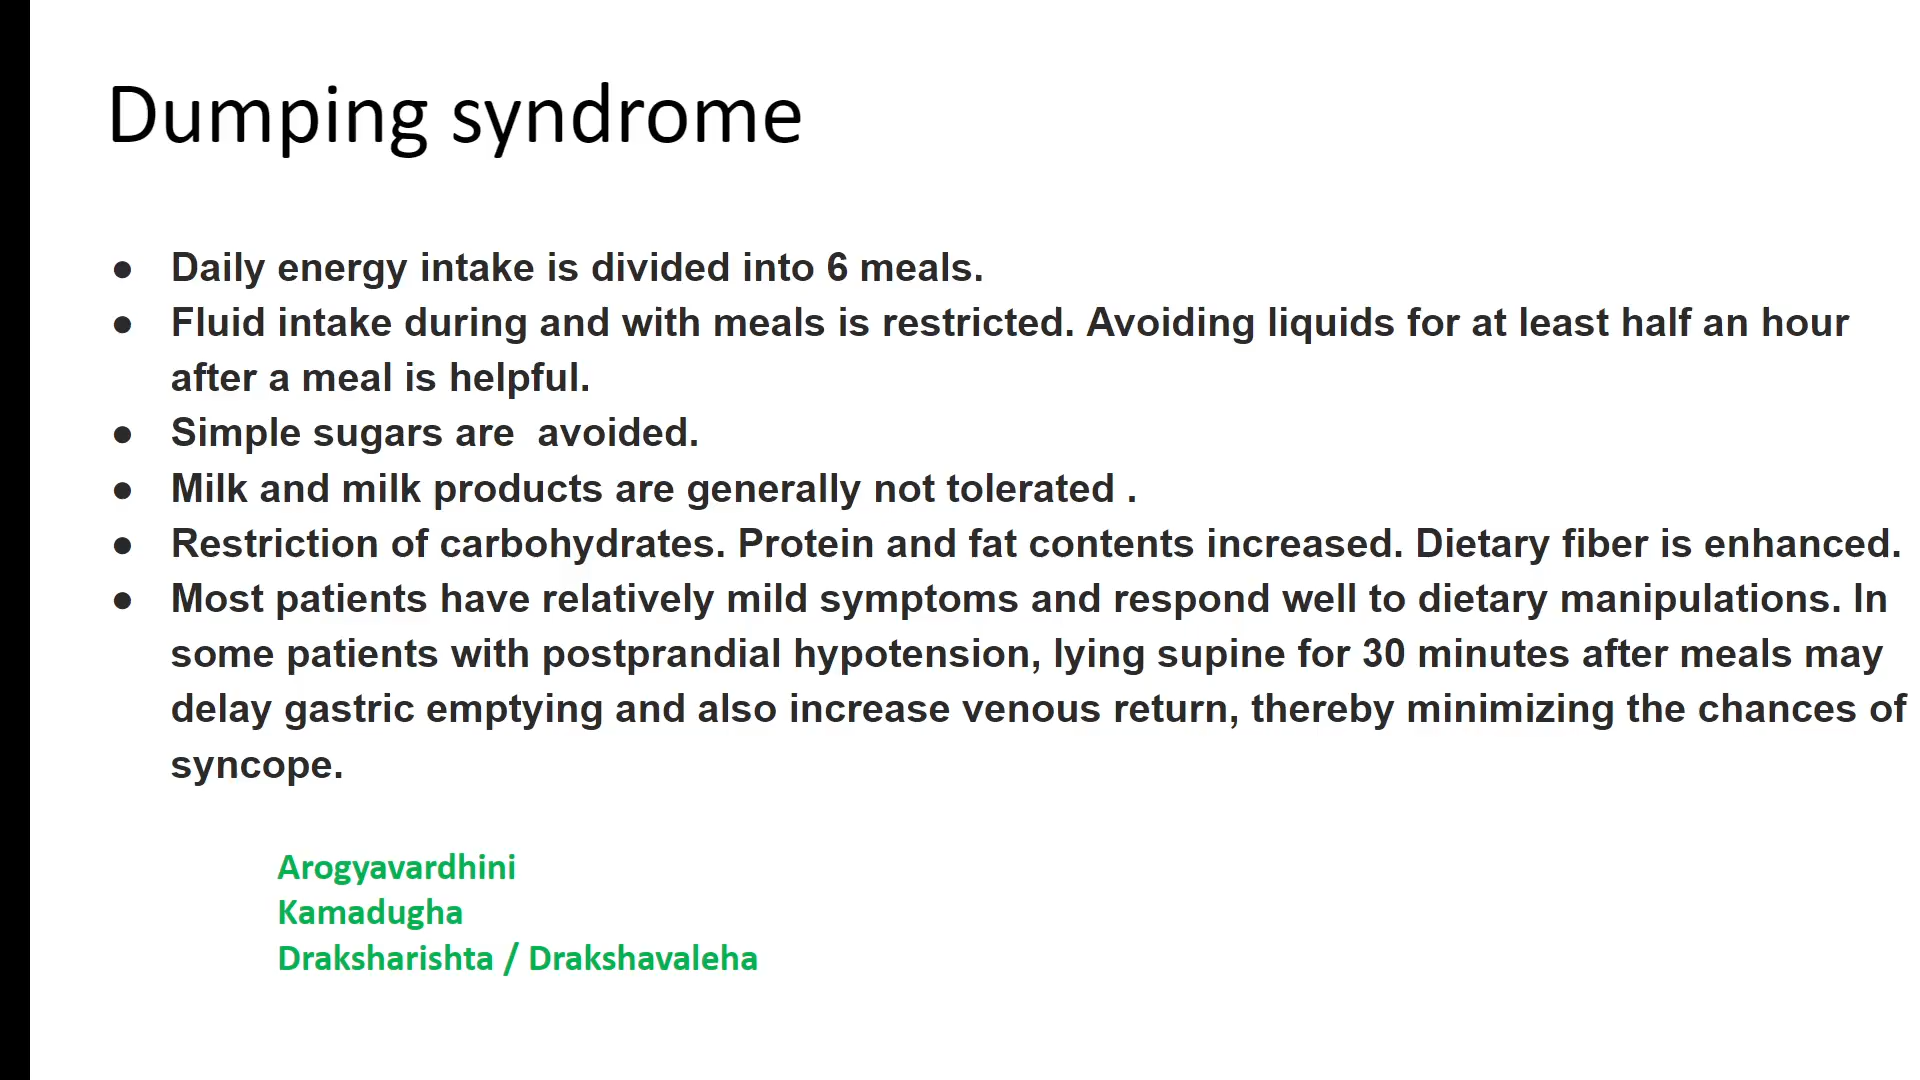 Dumping syndrome
● Daily energy intake is divided into 6 meals.
● Fluid intake during and with meals is restricted. Avoiding liquids for at least half an hour
after a meal is helpful.
● Simple sugars are  avoided.
● Milk and milk products are generally not tolerated .
● Restriction of carbohydrates. Protein and fat contents increased. Dietary fiber is enhanced.
● Most patients have relatively mild symptoms and respond well to dietary manipulations. In
some patients with postprandial hypotension, lying supine for 30 minutes after meals may
delay gastric emptying and also increase venous return, thereby minimizing the chances of
syncope.
Arogyavardhini
Kamadugha
Draksharishta / Drakshavaleha